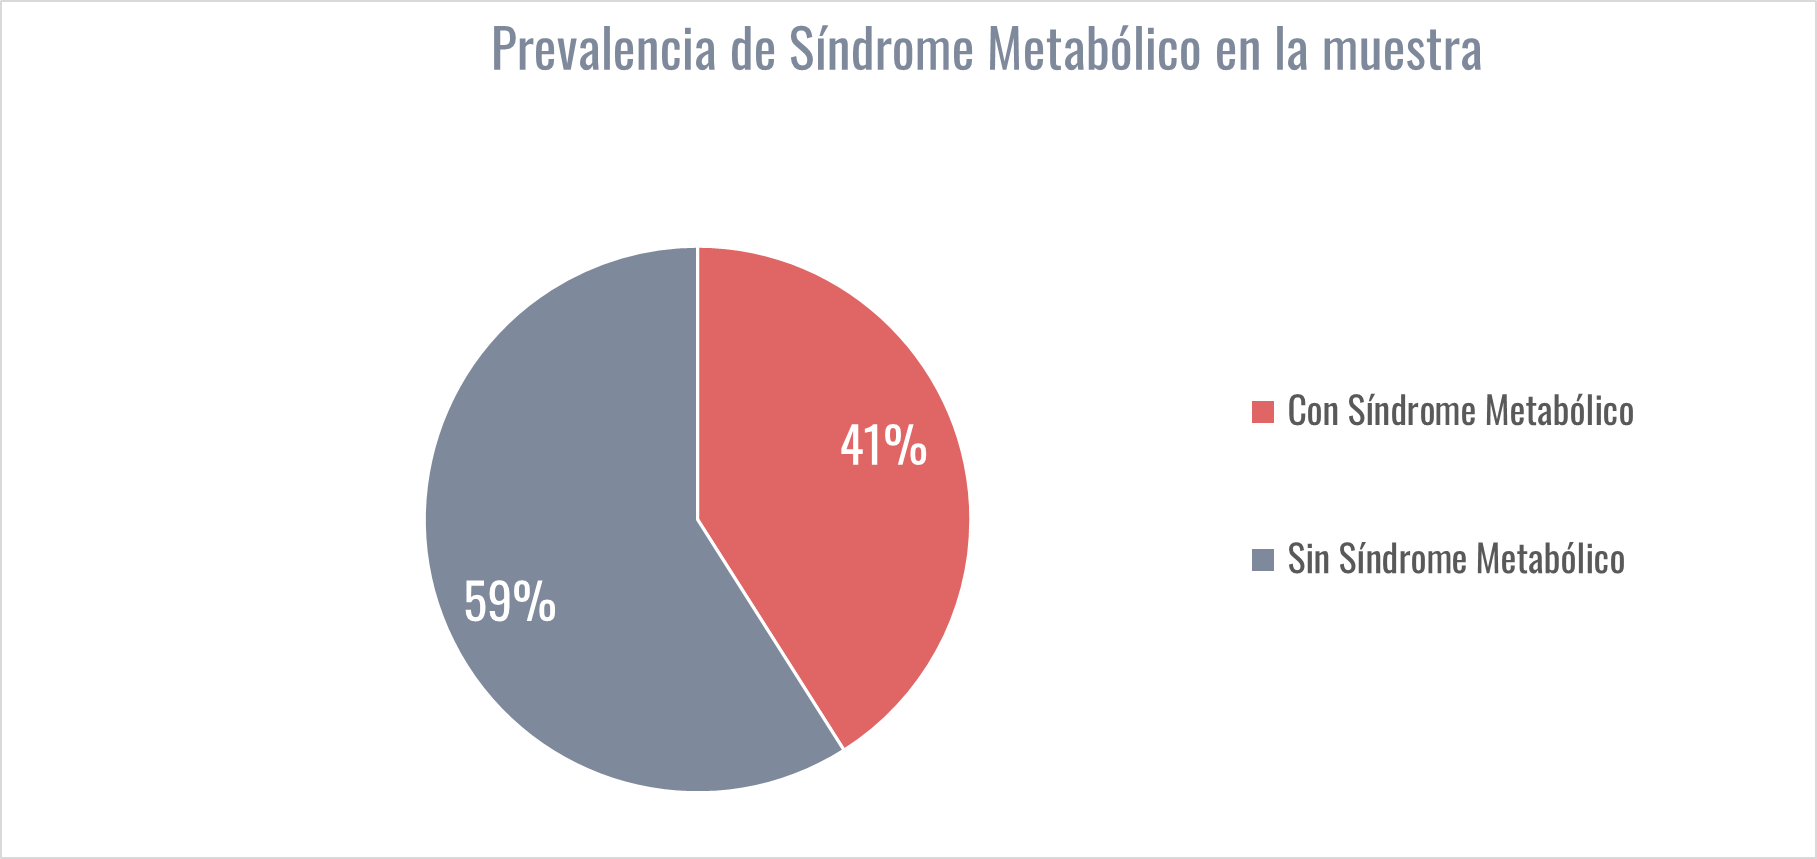 Prevalencia de Síndrome Metabólico en la muestra
41%
Con Síndrome Metabólico
Sin Síndrome Metabólico
59%